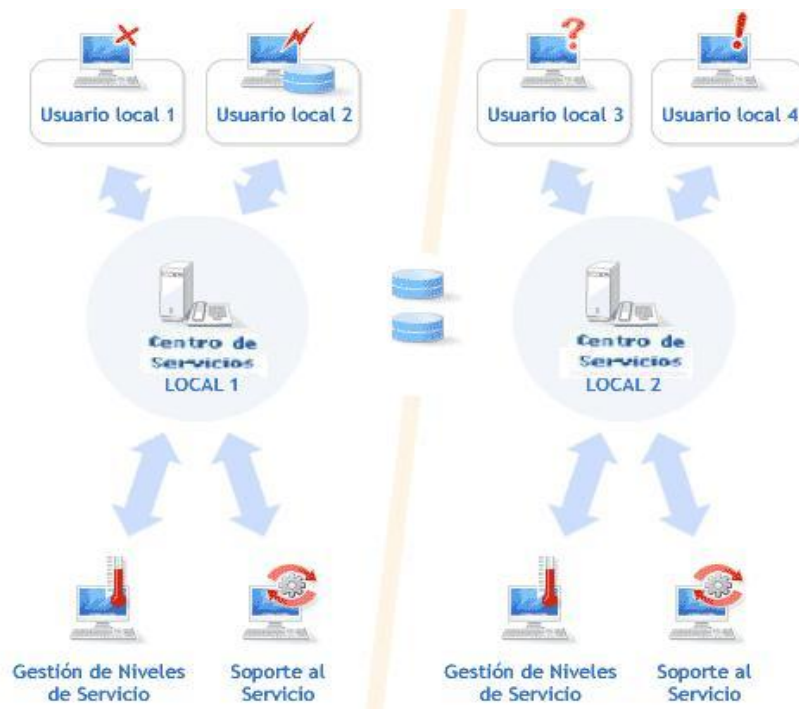 Usuario local 1
Usuario local 2
Usuario local 3
Usuario local 4
Centro de
Servicios
LOCAL 1
Centro de
Servicios
LOCAL 2
Gestión de Niveles
de Servicio
Soporte al
Servicio
Gestión de Niveles
de Servicio
Soporte al
Servicio